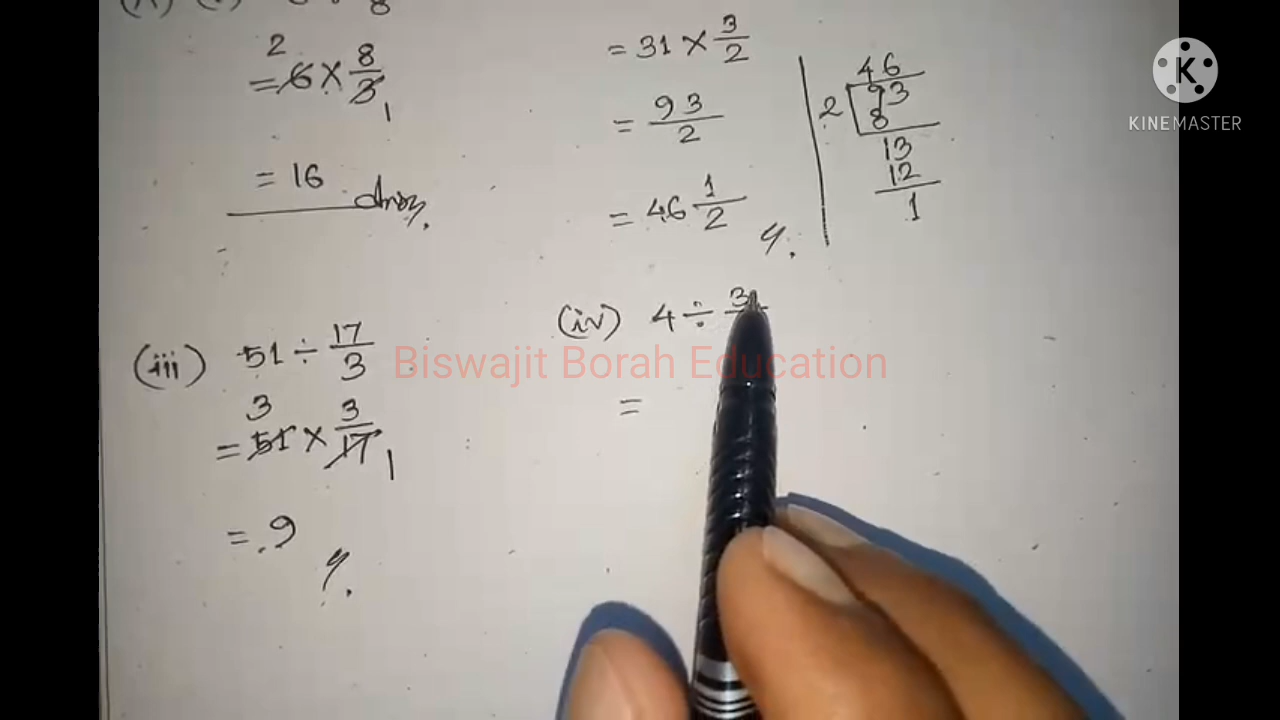 2
= 6 × 8/3 1
= 16 Ans.
= 31 × 3/2
= 93/2
= 46 1/2
46
2 93
8
13
12
1
(iii) 51 ÷ 17/3
3
= 51 × 3/17 1
= 9
(iv) 4 ÷ 3
=
Biswajit Borah Education
KINEMASTER